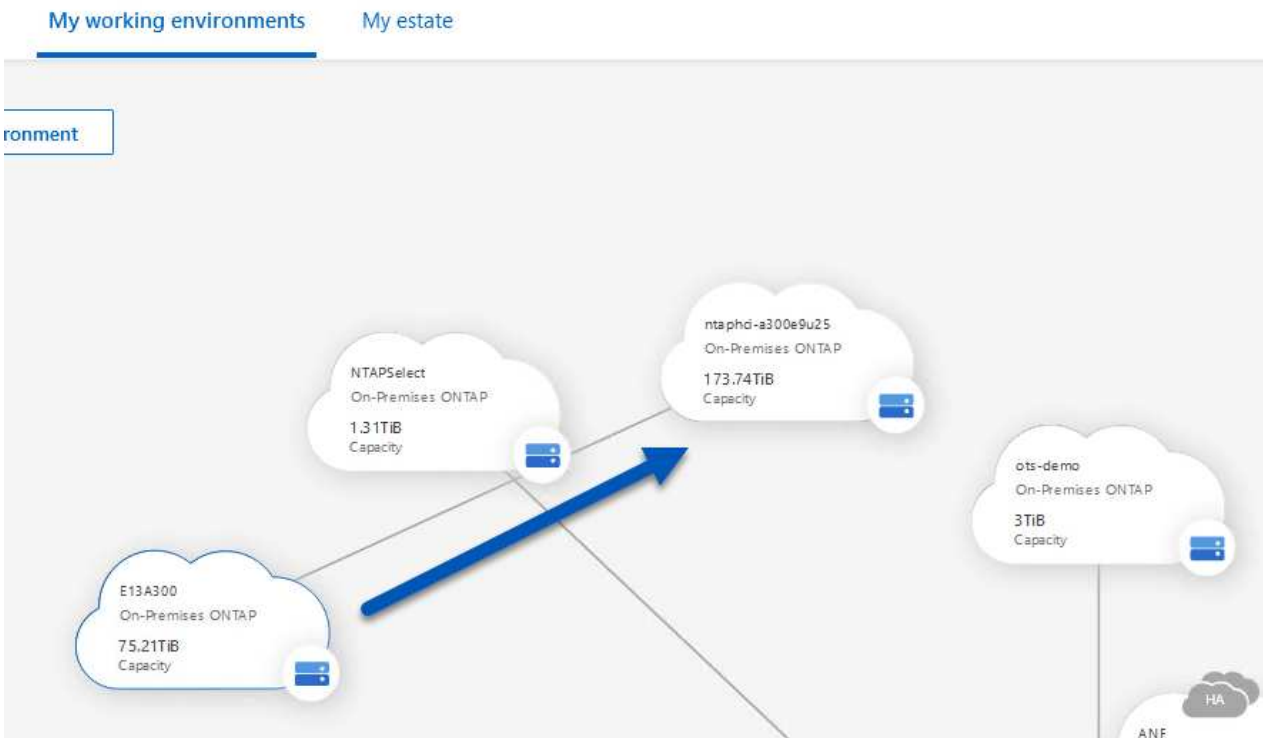 My working environments
My estate
ronment
ntaphci-a300e9u25
On-Premises ONTAP
173.74TiB
Capacity
NTAPSelect
On-Premises ONTAP
1.31TiB
Capacity
ots-demo
On-Premises ONTAP
3TiB
Capacity
E13A300
On-Premises ONTAP
75.21TiB
Capacity
HA
ANF